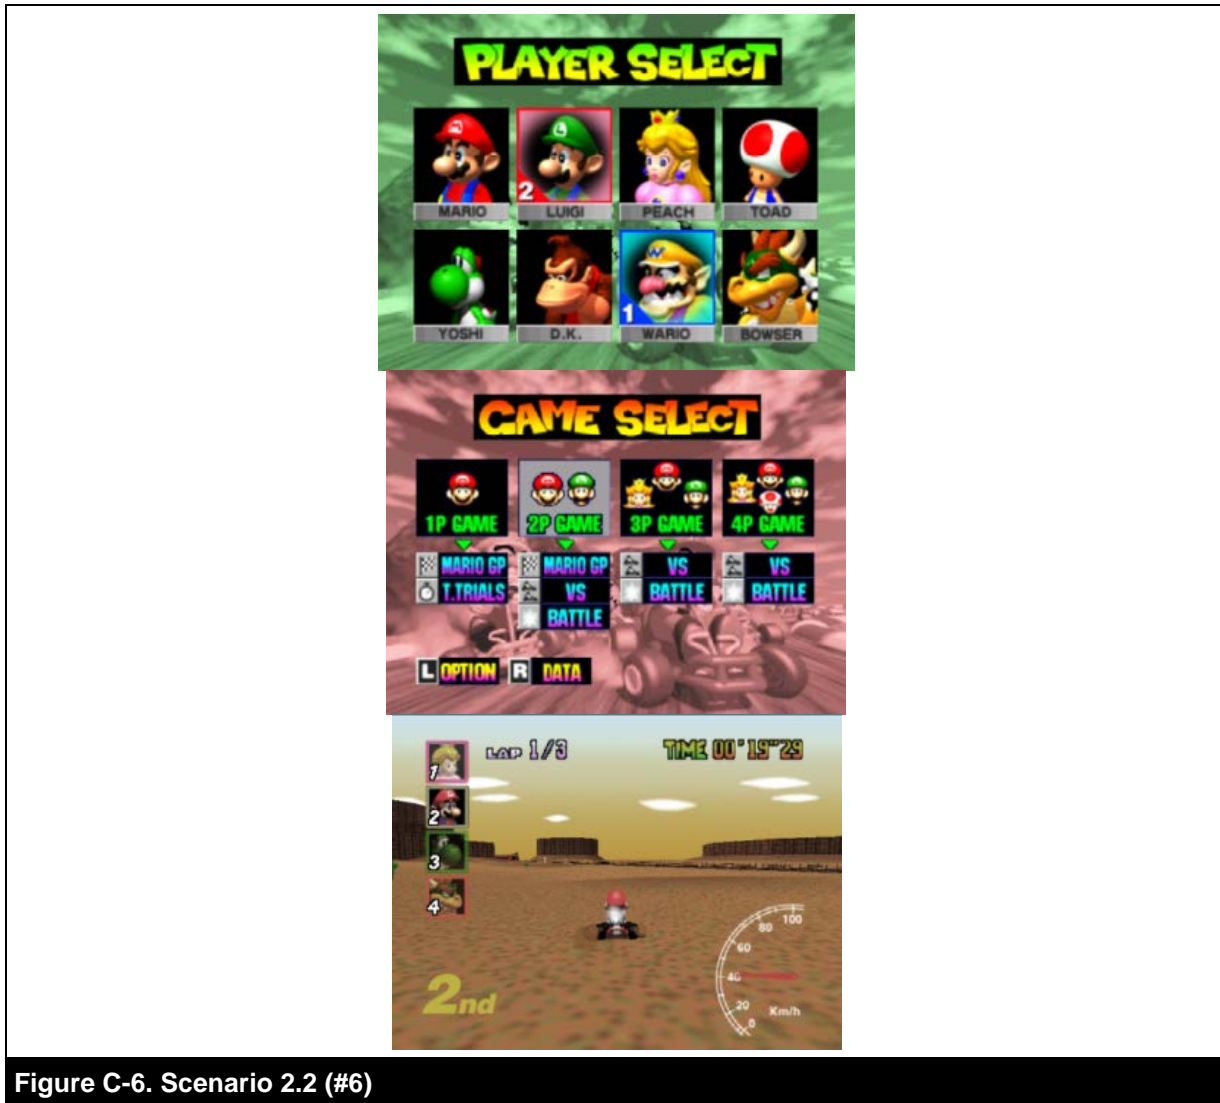 PLAYER SELECT
2
MARIO LUIGI PEACH TOAD
1
YOSHI D.K. WARIO BOWSER
GAME SELECT
1P GAME 2P GAME 3P GAME 4P GAME
MARIO GP MARIO GP VS VS
T.TRIALS VS BATTLE BATTLE
BATTLE
L OPTION R DATA
LAP 1/3 TIME 00'19"29
1
2
3
4
100
80
60
40
20
0
Km/h
2nd
Figure C-6. Scenario 2.2 (#6)